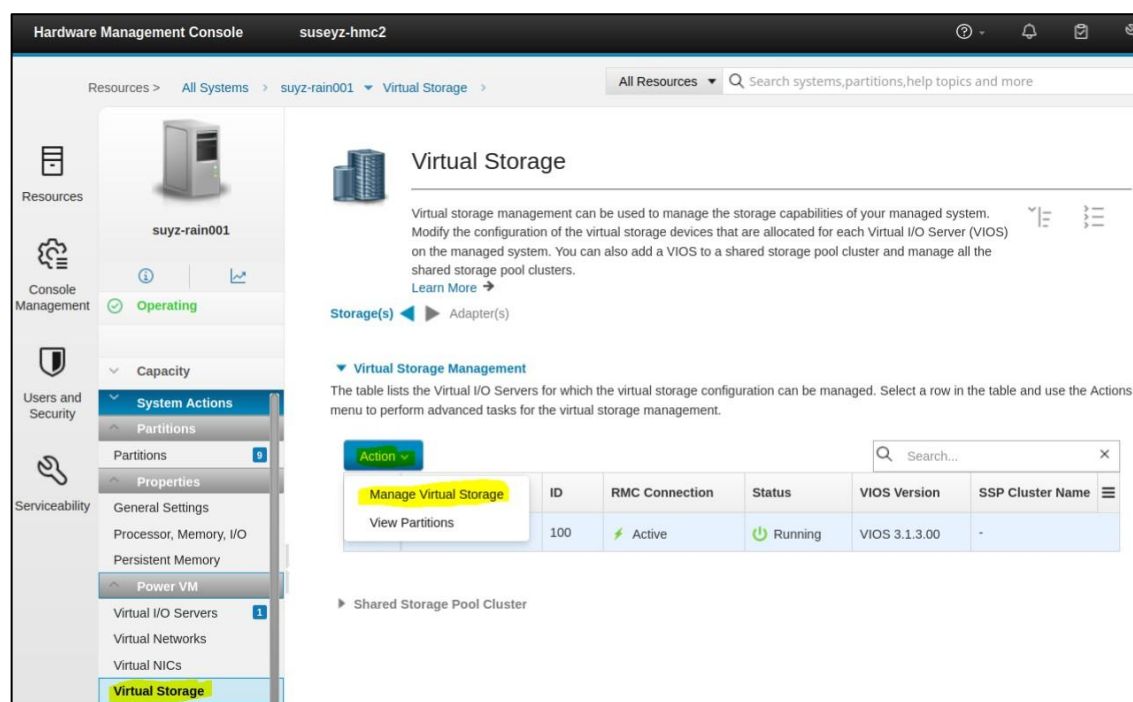 Hardware Management Console suseyz-hmc2
Resources > All Systems > suyz-rain001 Virtual Storage >
All Resources Search systems,partitions,help topics and more
Resources
Console
Management
Users and
Security
Serviceability
suyz-rain001
Operating
Capacity
System Actions
Partitions
Partitions 9
Properties
General Settings
Processor, Memory, I/O
Persistent Memory
Power VM
Virtual I/O Servers 1
Virtual Networks
Virtual NICs
Virtual Storage
Virtual Storage
Virtual storage management can be used to manage the storage capabilities of your managed system.
Modify the configuration of the virtual storage devices that are allocated for each Virtual I/O Server (VIOS)
on the managed system. You can also add a VIOS to a shared storage pool cluster and manage all the
shared storage pool clusters.
Learn More
Storage(s) Adapter(s)
Virtual Storage Management
The table lists the Virtual I/O Servers for which the virtual storage configuration can be managed. Select a row in the table and use the Actions
menu to perform advanced tasks for the virtual storage management.
Action
Search...
Manage Virtual Storage
View Partitions
ID RMC Connection Status VIOS Version SSP Cluster Name
100 Active Running VIOS 3.1.3.00 -
Shared Storage Pool Cluster